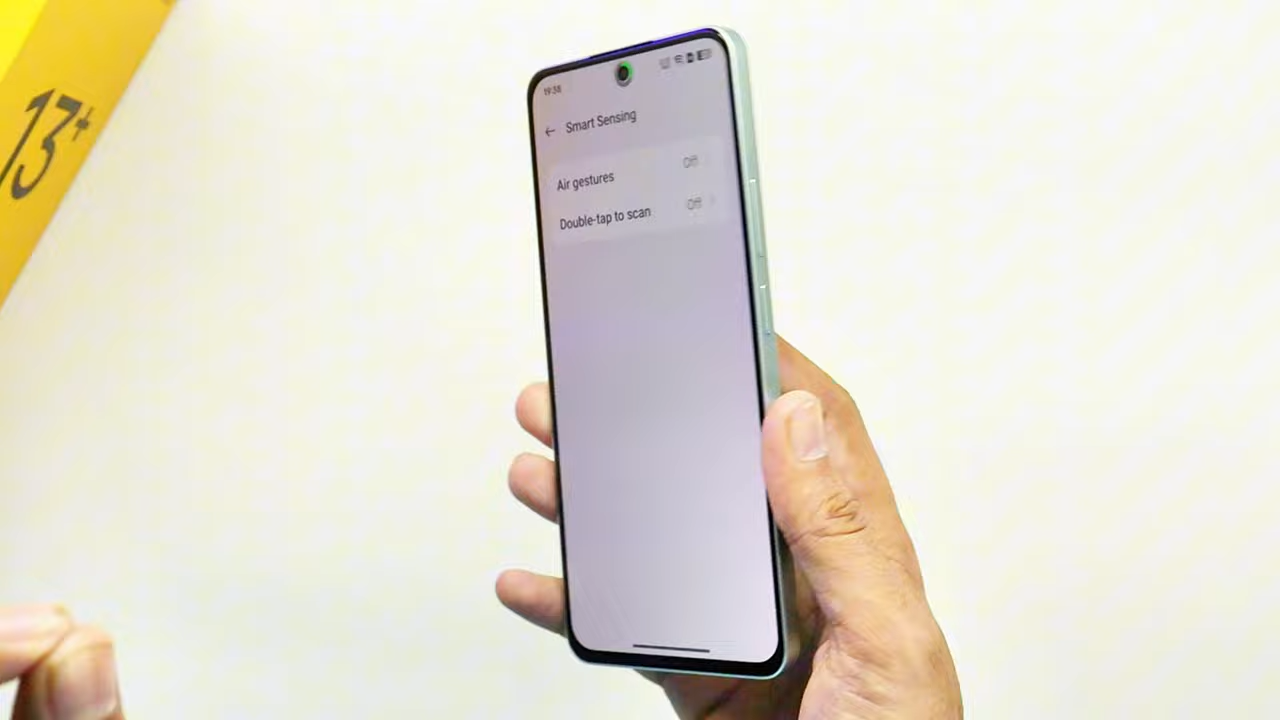 13+
19:38
Smart Sensing
Air gestures Off
Double-tap to scan Off